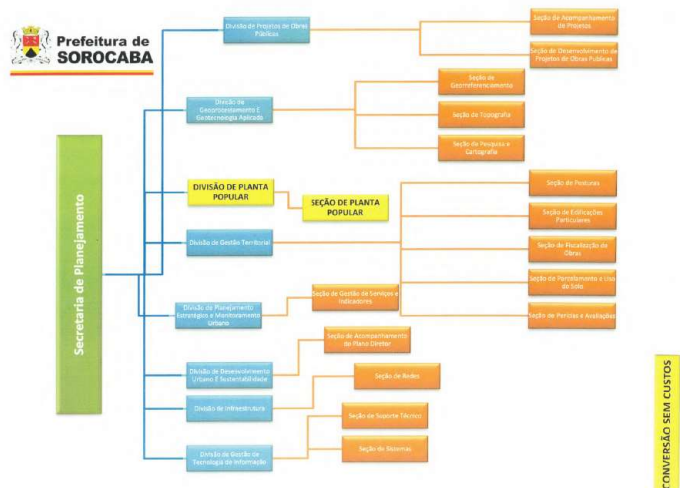 Prefeitura de
SOROCABA
Secretaria de Planejamento
Divisão de Projetos de Obras
Públicas
Seção de Acompanhamento
de Projetos
Seção de Desenvolvimento de
Projetos de Obras Publicas
Divisão de
Geoprocessamento E
Geotecnologia Aplicada
Seção de
Georreferenciamento
Seção de Topografia
Seção de Pesquisa e
Cartografia
DIVISÃO DE PLANTA
POPULAR
SEÇÃO DE PLANTA
POPULAR
Divisão de Gestão Territorial
Seção de Posturas
Seção de Edificações
Particulares
Seção de Fiscalização de
Obras
Seção de Parcelamento e Uso
do Solo
Seção de Perícias e Avaliações
Divisão de Planejamento
Estratégico e Monitoramento
Urbano
Seção de Gestão de Serviços e
Indicadores
Divisão de Desenvolvimento
Urbano E Sustentabilidade
Seção de Acompanhamento
do Plano Diretor
Divisão de Infraestrutura
Seção de Redes
Divisão de Gestão de
Tecnologia da Informação
Seção de Suporte Técnico
Seção de Sistemas
CONVERSÃO SEM CUSTOS